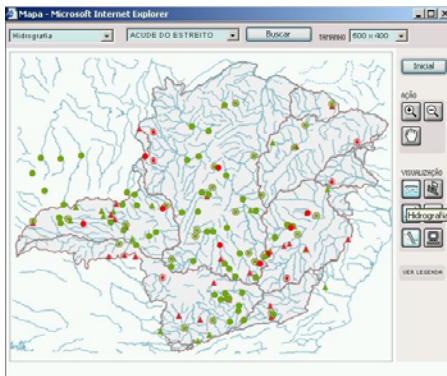 Mapa - Microsoft Internet Explorer
Hidrografia
ACUDE DO ESTREITO
Buscar
TAMANHO
600 x 400
Inicial
AÇÃO
VISUALIZAÇÃO
Hidrografia
VER LEGENDA